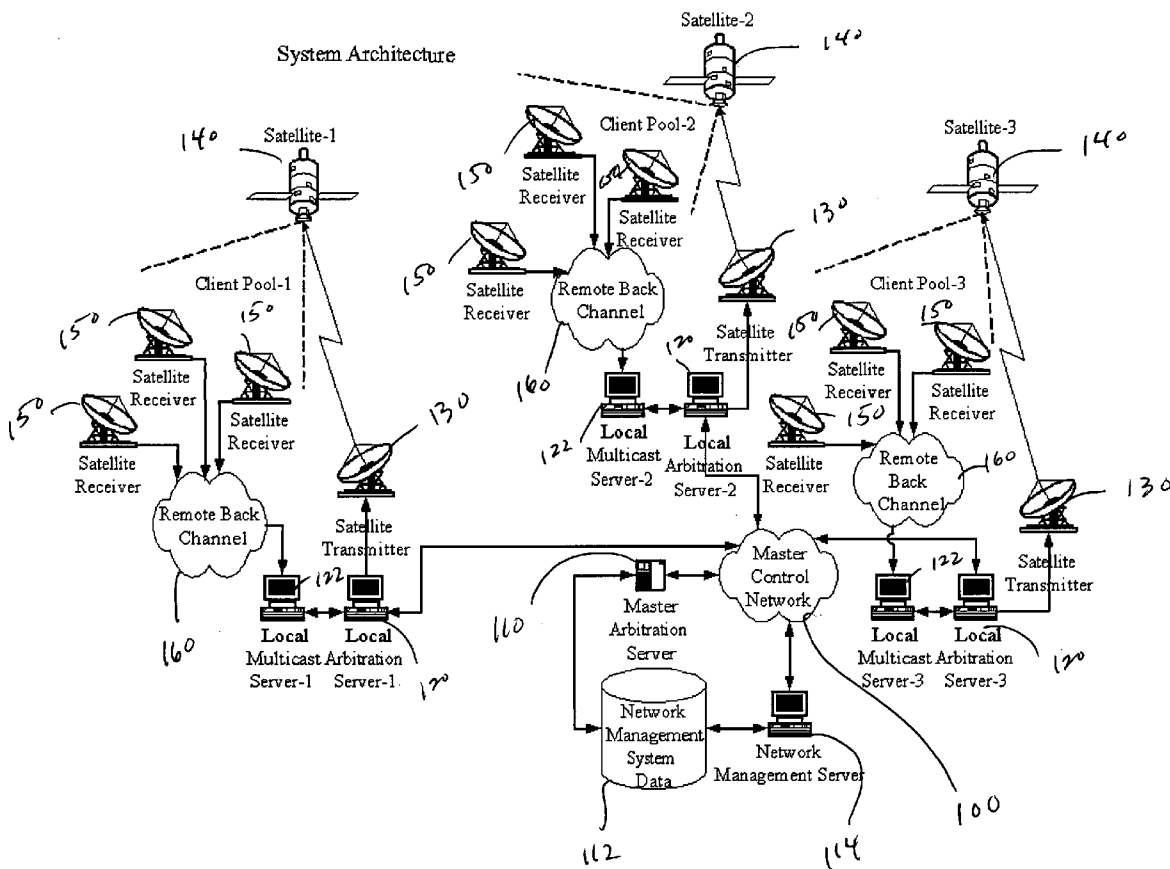 System Architecture
Satellite-2
140
Satellite-1
140
Client Pool-2
150
Satellite
Receiver
150
Satellite
Receiver
Satellite-3
140
150
Satellite
Receiver
Remote Back
Channel
160
130
Satellite
Transmitter
120
122
Local
Multicast
Server-2
Local
Arbitration
Server-2
Client Pool-1
150
Satellite
Receiver
150
Satellite
Receiver
150
Satellite
Receiver
130
Satellite
Transmitter
Remote Back
Channel
160
122
Local
Multicast
Server-1
Local
Arbitration
Server-1
120
Client Pool-3
150
Satellite
Receiver
150
Satellite
Receiver
150
Satellite
Receiver
Remote
Back
Channel
160
130
Satellite
Transmitter
122
Local
Multicast
Server-3
Local
Arbitration
Server-3
120
Master
Control
Network
100
110
Master
Arbitration
Server
Network
Management
System
Data
112
Network
Management Server
114